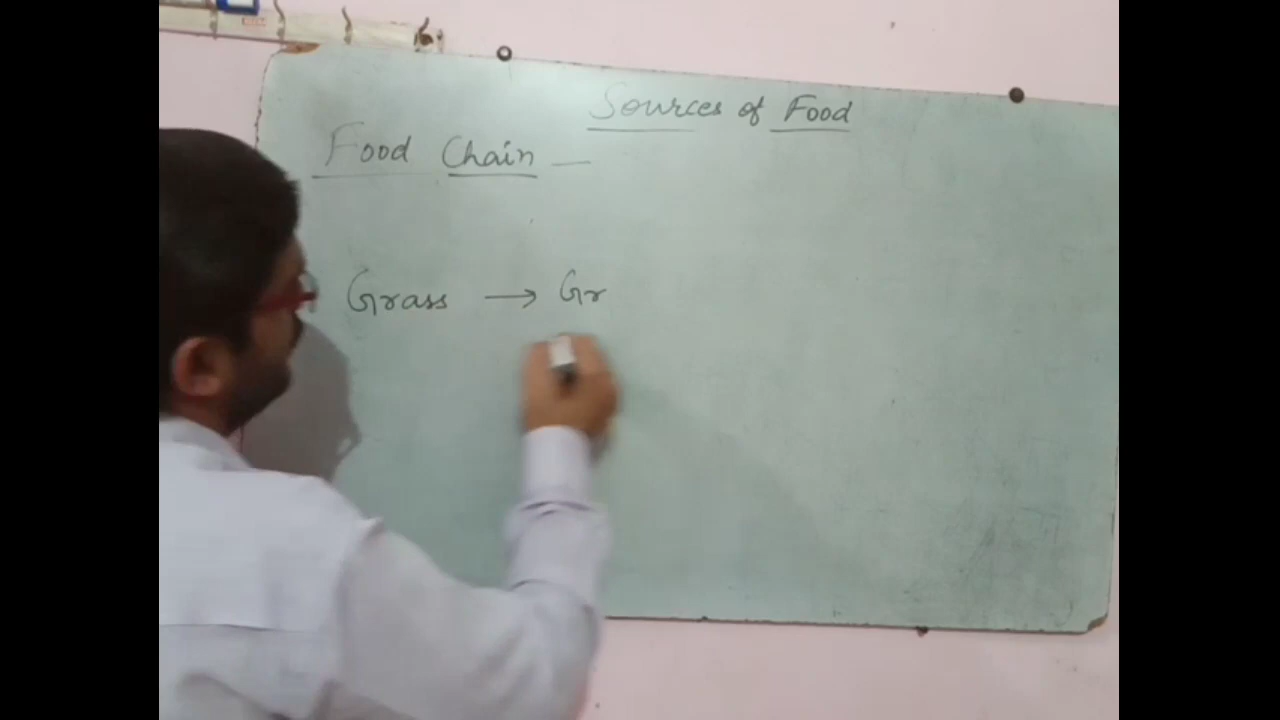 Sources of Food
Food Chain —
Grass → Gr